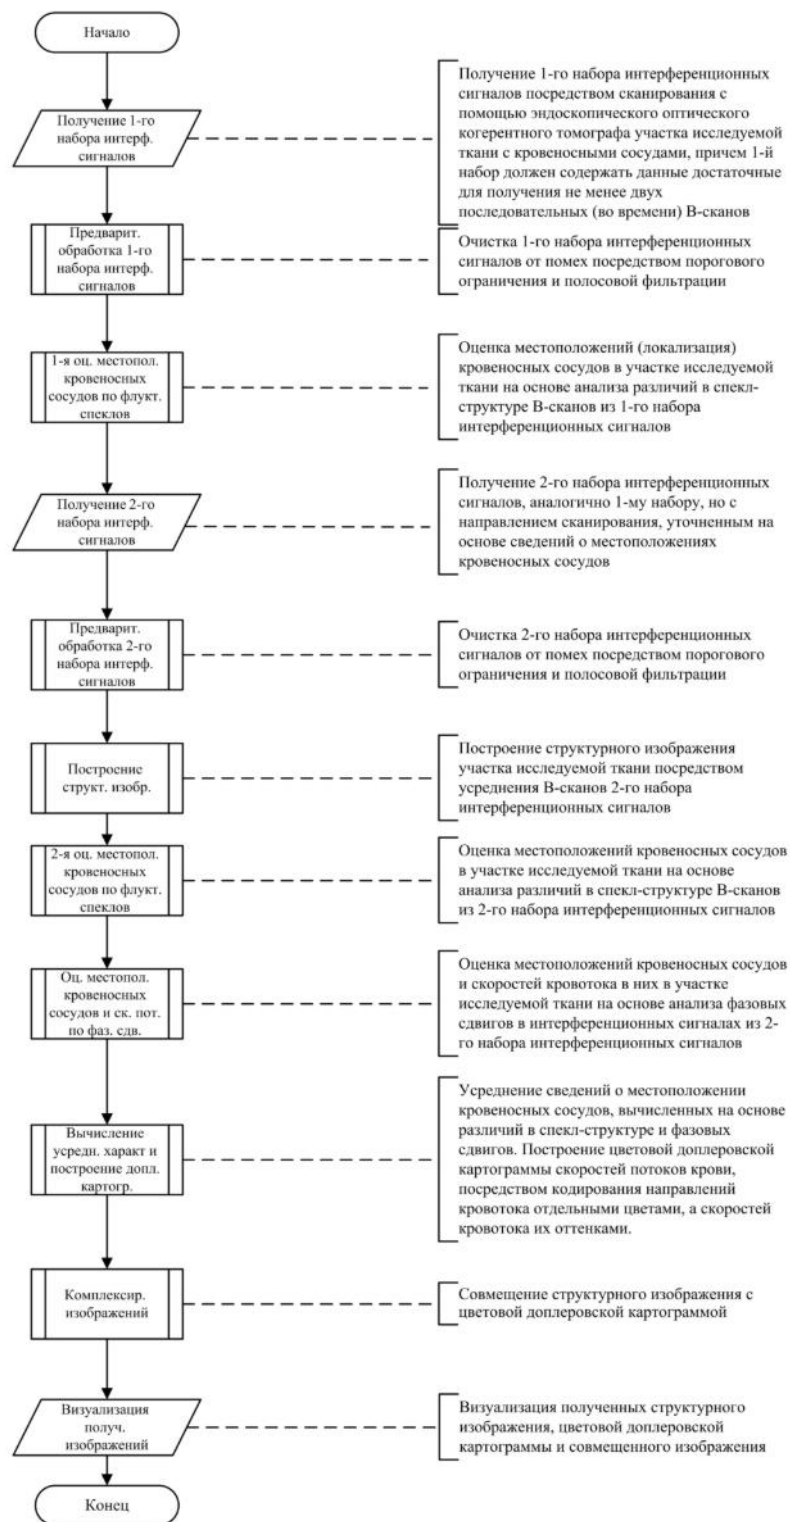 Начало
Получение 1-го
набора интерф.
сигналов
Получение 1-го набора интерференционных
сигналов посредством сканирования с
помощью эндоскопического оптического
когерентного томографа участка исследуемой
ткани с кровеносными сосудами, причем 1-й
набор должен содержать данные достаточные
для получения не менее двух
последовательных (во времени) В-сканов
Предварит.
обработка 1-го
набора интерф.
сигналов
Очистка 1-го набора интерференционных
сигналов от помех посредством порогового
ограничения и полосовой фильтрации
1-я оц. местопол.
кровеносных
сосудов по флукт.
спеклов
Оценка местоположений (локализация)
кровеносных сосудов в участке исследуемой
ткани на основе анализа различий в спекл-
структуре В-сканов из 1-го набора
интерференционных сигналов
Получение 2-го
набора интерф.
сигналов
Получение 2-го набора интерференционных
сигналов, аналогично 1-му набору, но с
направлением сканирования, уточненным на
основе сведений о местоположениях
кровеносных сосудов
Предварит.
обработка 2-го
набора интерф.
сигналов
Очистка 2-го набора интерференционных
сигналов от помех посредством порогового
ограничения и полосовой фильтрации
Построение
структ. изобр.
Построение структурного изображения
участка исследуемой ткани посредством
усреднения В-сканов 2-го набора
интерференционных сигналов
2-я оц. местопол.
кровеносных
сосудов по флукт.
спеклов
Оценка местоположений кровеносных сосудов
в участке исследуемой ткани на основе
анализа различий в спекл-структуре В-сканов
из 2-го набора интерференционных сигналов
Оц. местопол.
кровеносных
сосудов и ск. пот.
по фаз. сдв.
Оценка местоположений кровеносных сосудов
и скоростей кровотока в них в участке
исследуемой ткани на основе анализа фазовых
сдвигов в интерференционных сигналах из 2-
го набора интерференционных сигналов
Вычисление
усредн. характ и
построение допл.
картогр.
Усреднение сведений о местоположении
кровеносных сосудов, вычисленных на основе
различий в спекл-структуре и фазовых
сдвигов. Построение цветовой доплеровской
картограммы скоростей потоков крови,
посредством кодирования направлений
кровотока отдельными цветами, а скоростей
кровотока их оттенками.
Комплексир.
изображений
Совмещение структурного изображения с
цветовой доплеровской картограммой
Визуализация
получ.
изображений
Визуализация полученных структурного
изображения, цветовой доплеровской
картограммы и совмещенного изображения
Конец